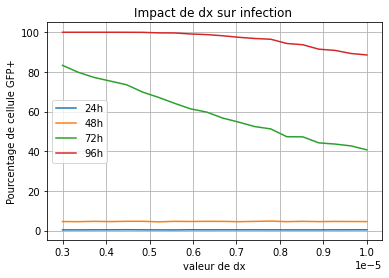 Impact de dx sur infection
Pourcentage de cellule GFP+
100
80
60
40
20
0
24h
48h
72h
96h
0.3 0.4 0.5 0.6 0.7 0.8 0.9 1.0
1e−5
valeur de dx